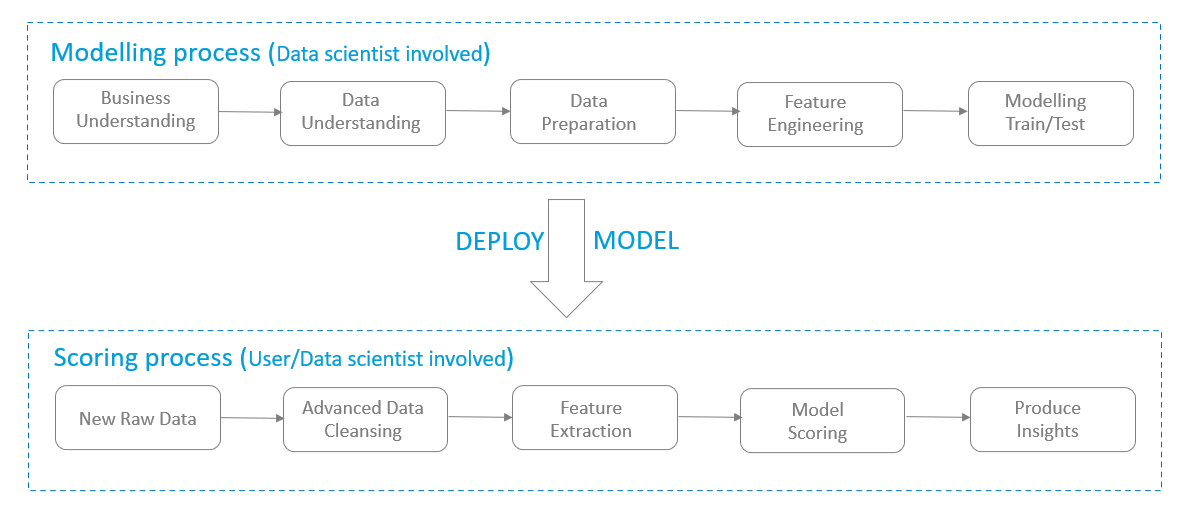 Modelling process (Data scientist involved)
Business
Understanding
Data
Understanding
Data
Preparation
Feature
Engineering
Modelling
Train/Test
DEPLOY MODEL
Scoring process (User/Data scientist involved)
New Raw Data
Advanced Data
Cleansing
Feature
Extraction
Model
Scoring
Produce
Insights